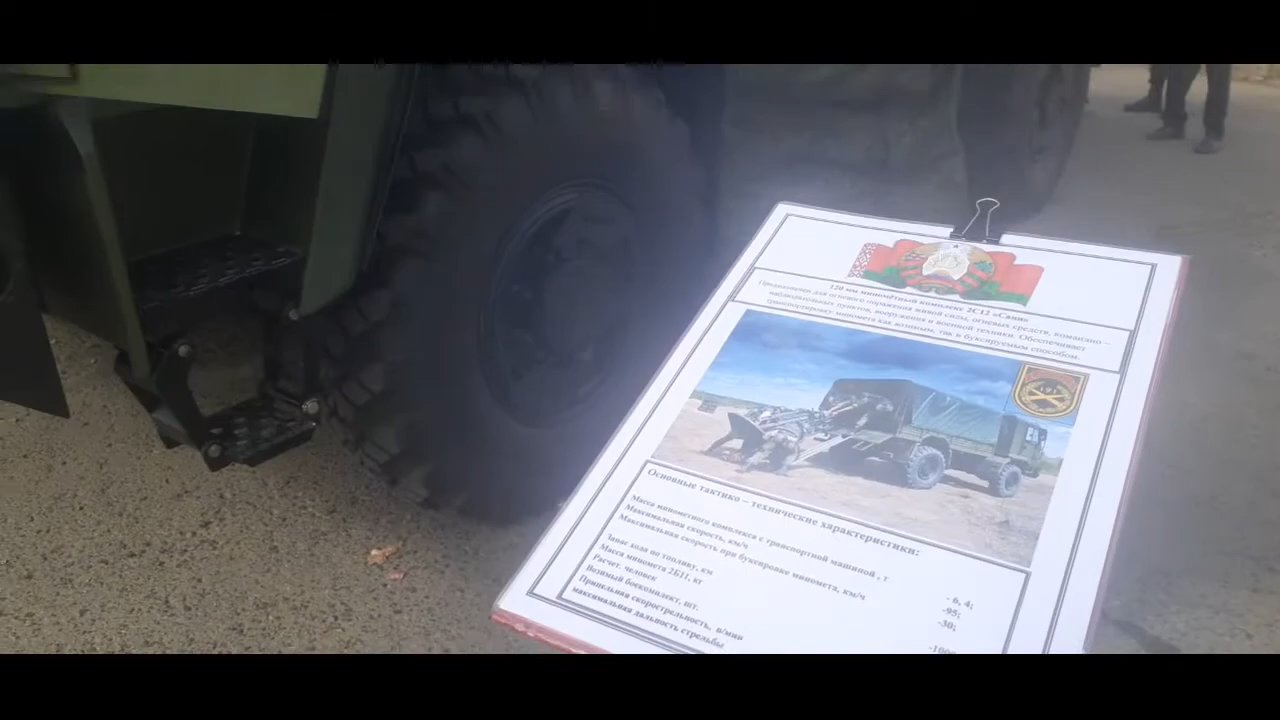 120 мм миномётный комплекс 2С12 «Сани»
Предназначен для огневого поражения живой силы, огневых средств, командно –
наблюдательных пунктов, вооружения и военной техники. Обеспечивает
транспортировку миномета как возимым, так и буксируемым способом.
191
Основные тактико – технические характеристики:
Масса минометного комплекса с транспортной машиной , т - 6, 4;
Максимальная скорость, км/ч -95;
Максимальная скорость при буксировке миномета, км/ч -30;
Запас хода по топливу, км
Масса миномета 2Б11, кг
Расчет, человек
Возимый боекомплект, шт.
Прицельная скорострельность, в/мин
максимальная дальность стрельбы